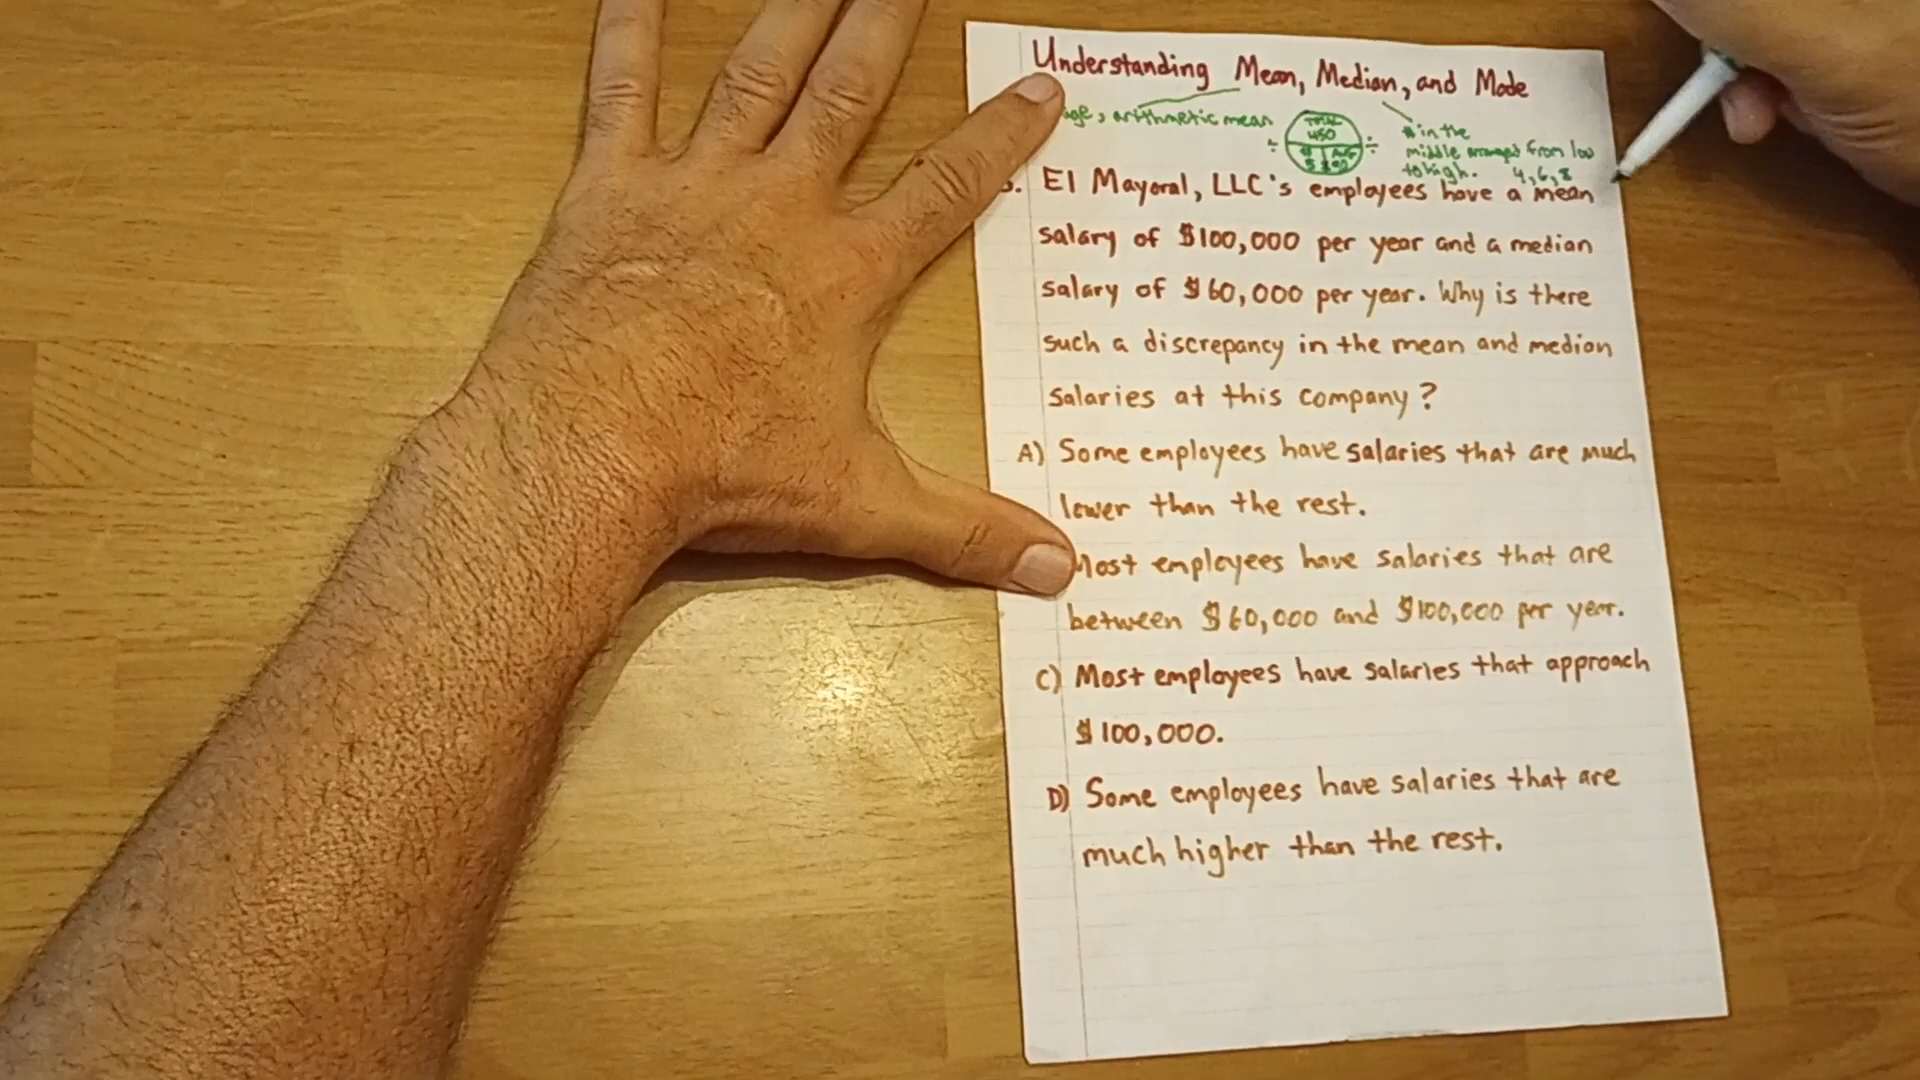 Understanding Mean, Median, and Mode
age, arithmetic mean
TOTAL
450
÷ ÷
# in the
middle arranged from low
to high. 4, 6, 8
El Mayoral, LLC's employees have a mean
salary of $100,000 per year and a median
salary of $60,000 per year. Why is there
such a discrepancy in the mean and median
salaries at this company?
A) Some employees have salaries that are much
lower than the rest.
Most employees have salaries that are
between $60,000 and $100,000 per year.
C) Most employees have salaries that approach
$100,000.
D) Some employees have salaries that are
much higher than the rest.